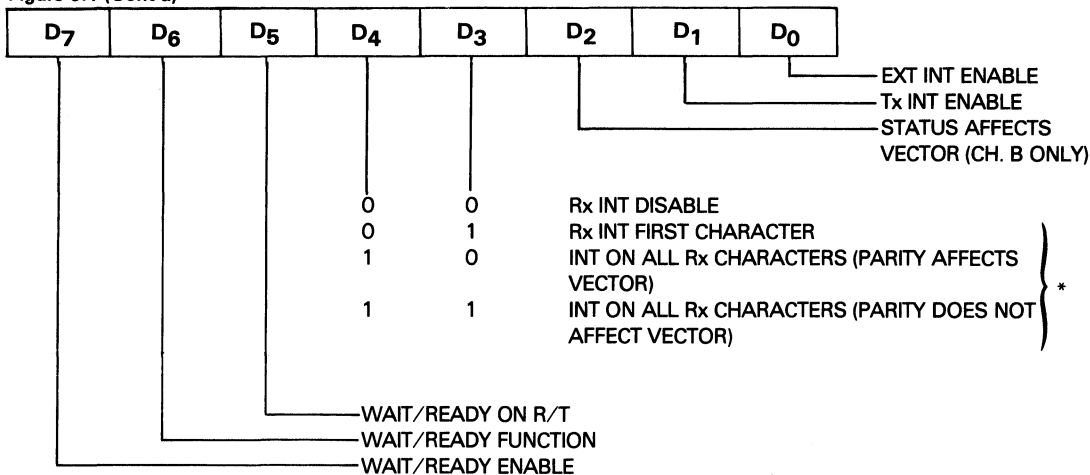 D7 D6 D5 D4 D3 D2 D1 D0
EXT INT ENABLE
Tx INT ENABLE
STATUS AFFECTS
VECTOR (CH. B ONLY)
0 0 Rx INT DISABLE
0 1 Rx INT FIRST CHARACTER
1 0 INT ON ALL Rx CHARACTERS (PARITY AFFECTS
VECTOR)
*
1 1 INT ON ALL Rx CHARACTERS (PARITY DOES NOT
AFFECT VECTOR)
WAIT/READY ON R/T
WAIT/READY FUNCTION
WAIT/READY ENABLE